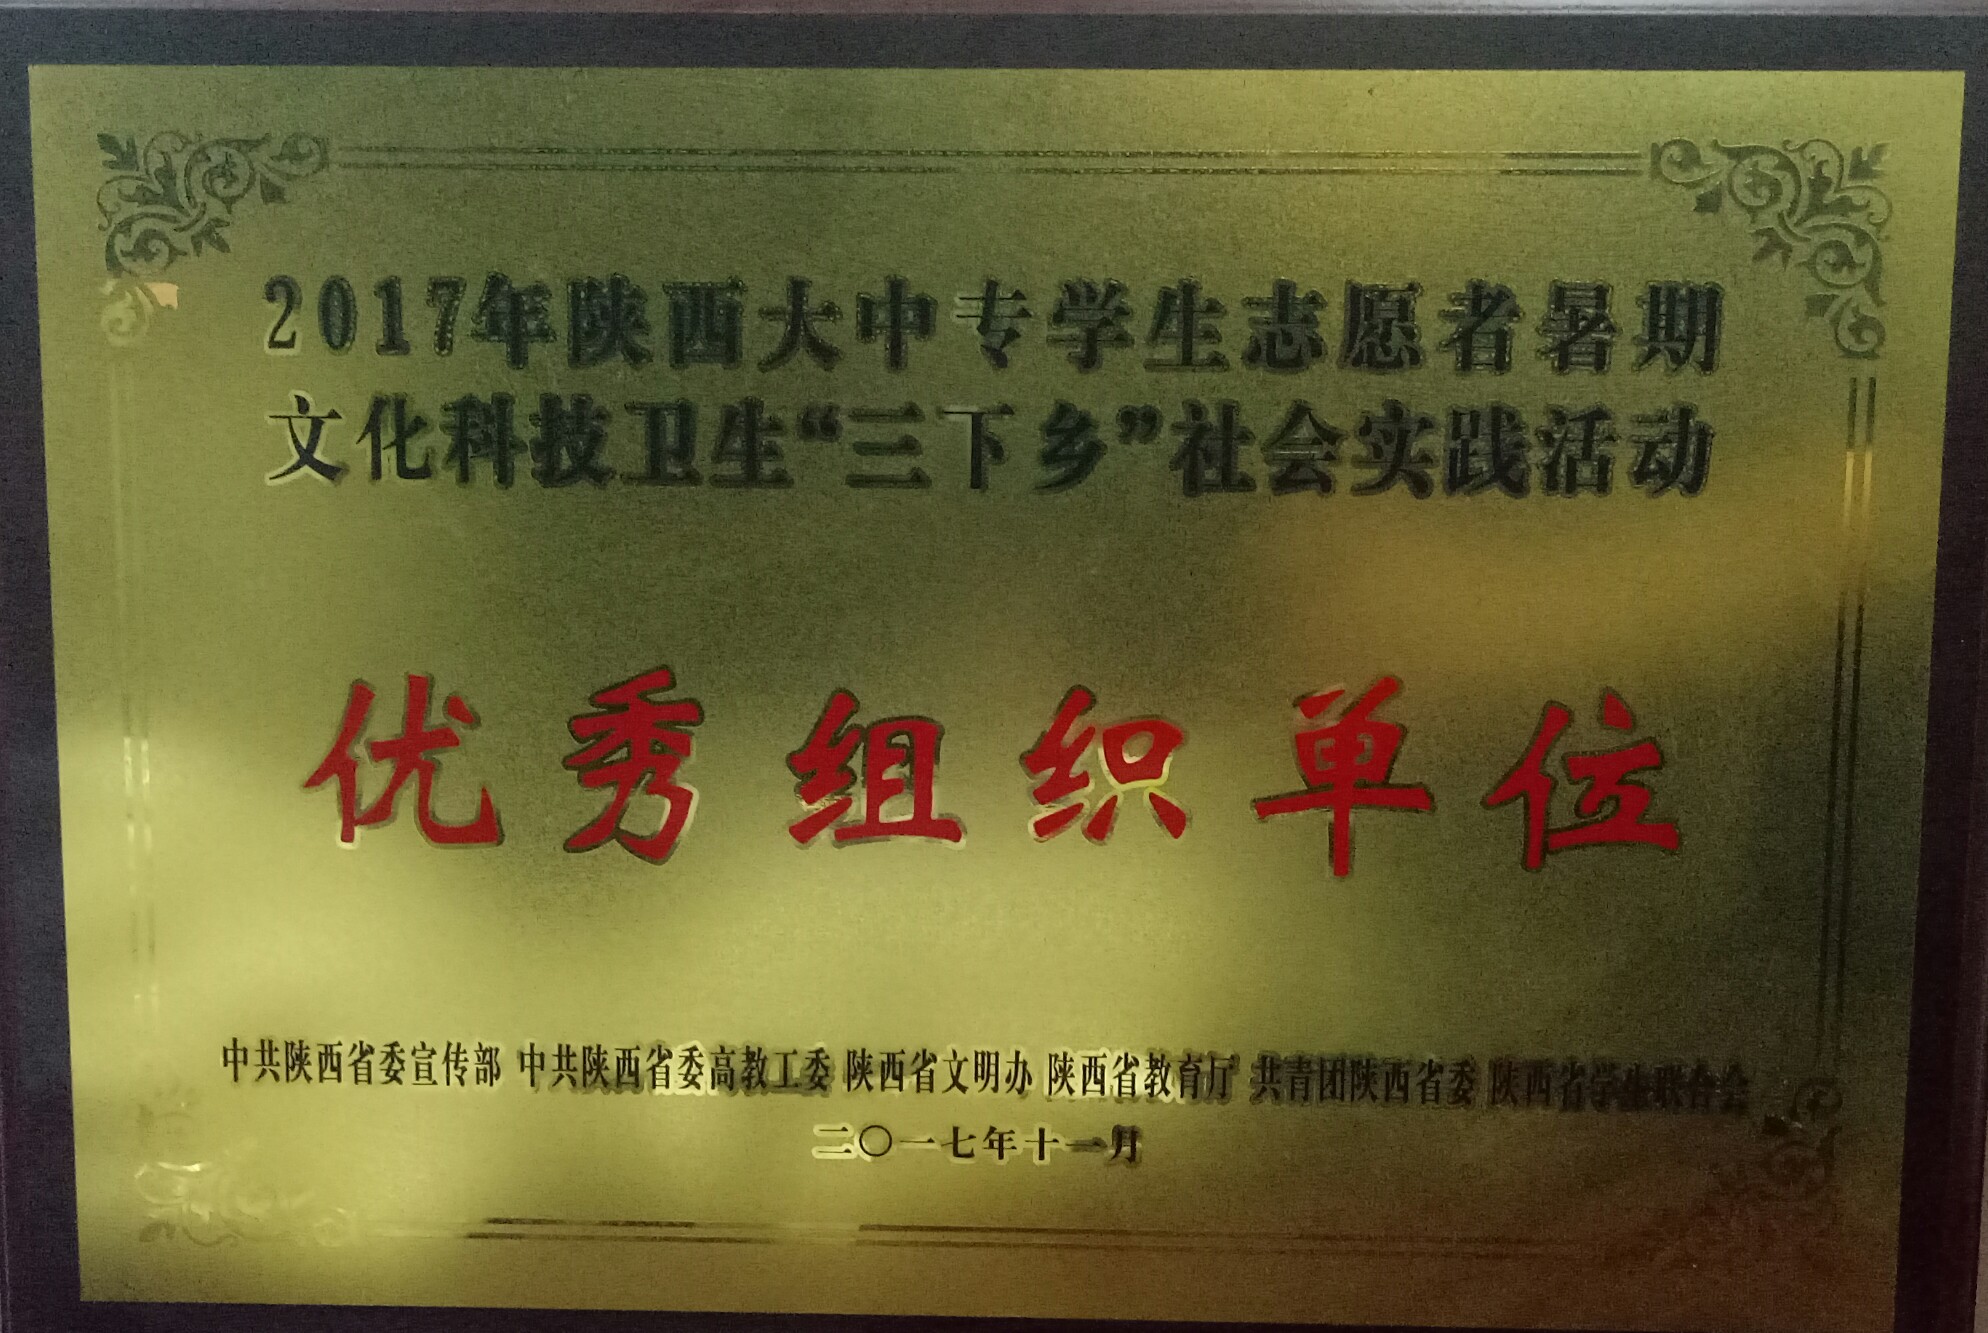 2017年陕西大中专学生志愿者暑期
文化科技卫生“三下乡”社会实践活动
优秀组织单位
中共陕西省委宣传部 中共陕西省委高教工委 陕西省文明办 陕西省教育厅 共青团陕西省委 陕西省学生联合会
二〇一七年十一月